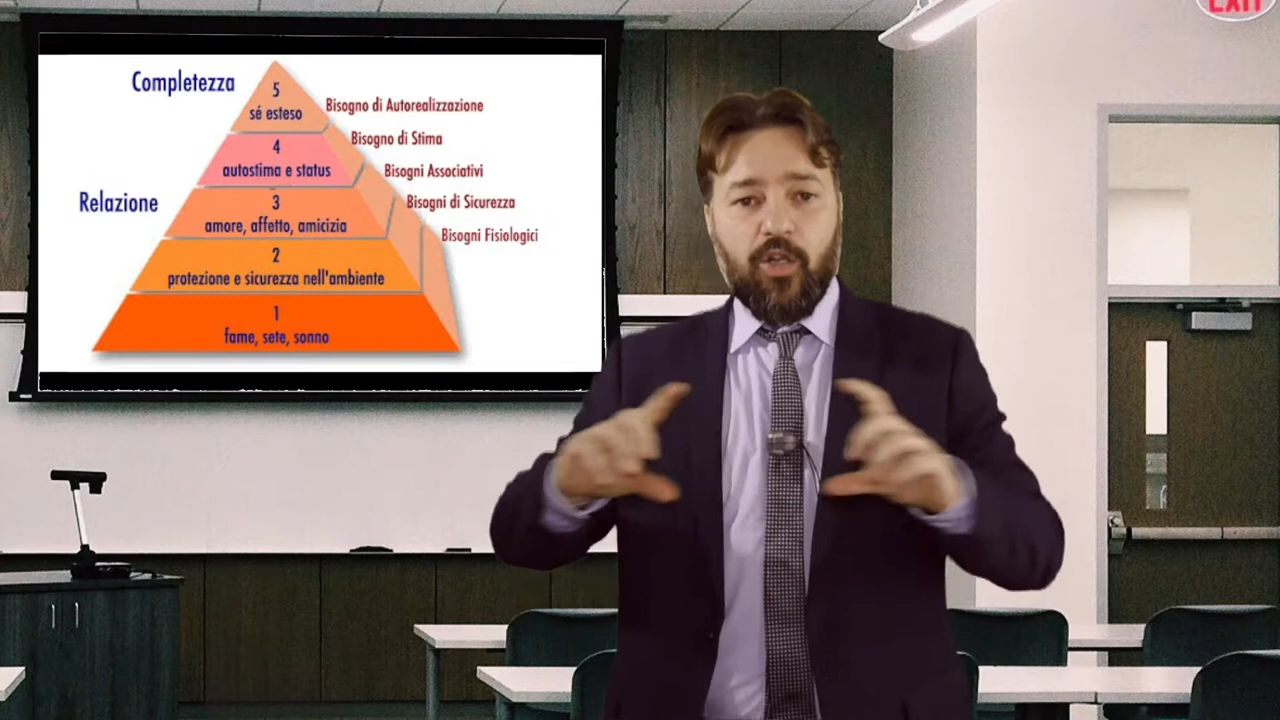 EXIT
Completezza
5
sé esteso
Bisogno di Autorealizzazione
4
autostima e status
Bisogno di Stima
Bisogni Associativi
Relazione
3
amore, affetto, amicizia
Bisogni di Sicurezza
Bisogni Fisiologici
2
protezione e sicurezza nell'ambiente
1
fame, sete, sonno